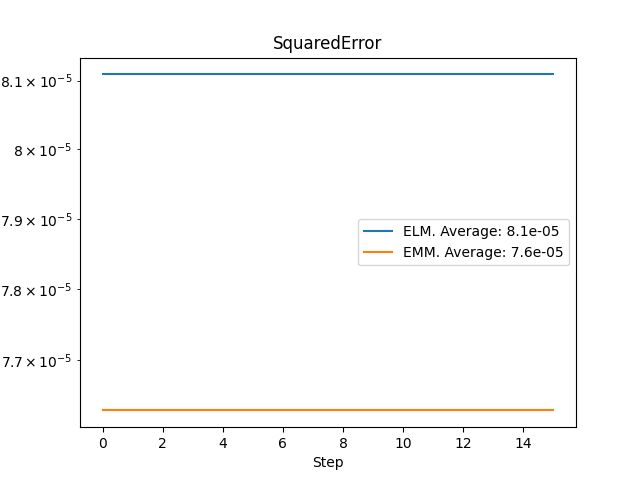 SquaredError
8.1 × 10⁻⁵
8 × 10⁻⁵
7.9 × 10⁻⁵
7.8 × 10⁻⁵
7.7 × 10⁻⁵
ELM. Average: 8.1e-05
EMM. Average: 7.6e-05
0 2 4 6 8 10 12 14
Step